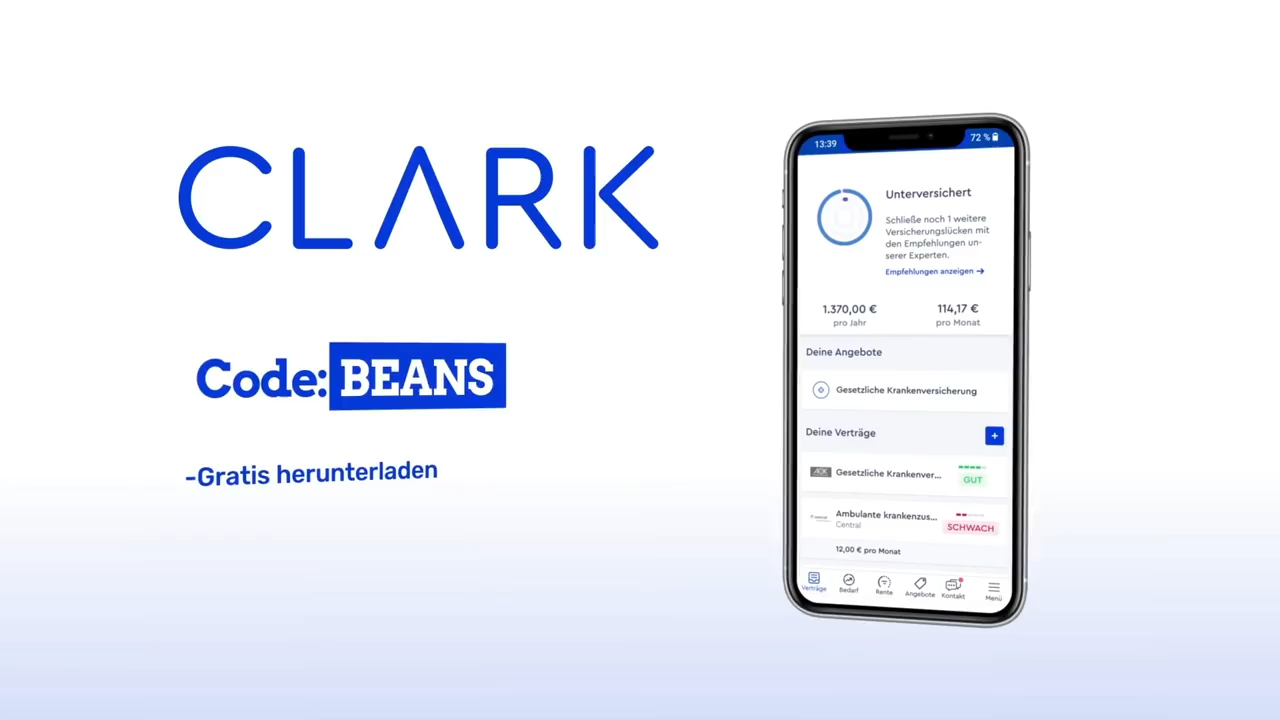 CLARK
Code: BEANS
-Gratis herunterladen
13:39
72 %
Unterversichert
Schließe noch 1 weitere
Versicherungslücken mit
den Empfehlungen un-
serer Experten.
Empfehlungen anzeigen →
1.370,00 € 114,17 €
pro Jahr pro Monat
Deine Angebote
Gesetzliche Krankenversicherung
Deine Verträge
+
AOK
Gesetzliche Krankenver...
GUT
Ambulante krankenzus...
Central
SCHWACH
12,00 € pro Monat
Verträge Bedarf Rente Angebote Kontakt Menü